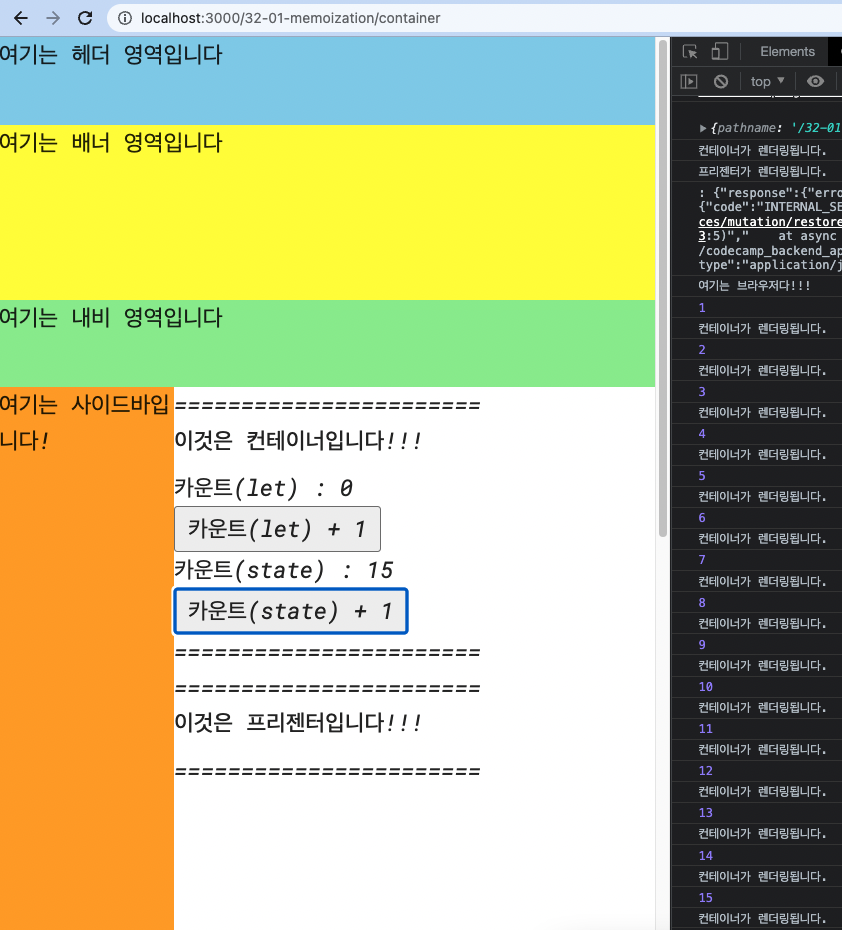 localhost:3000/32-01-memoization/container
여기는 헤더 영역입니다
여기는 배너 영역입니다
여기는 내비 영역입니다
여기는 사이드바입
니다!
=======================
이것은 컨테이너입니다!!!
카운트(let) : 0
카운트(let) + 1
카운트(state) : 15
카운트(state) + 1
=======================
=======================
이것은 프리젠터입니다!!!
=======================
Elements
top
{pathname: '/32-01
컨테이너가 렌더링됩니다.
프리젠터가 렌더링됩니다.
: {"response":{"erro
{"code":"INTERNAL_SE
ces/mutation/restore
3:5)","    at async
/codecamp_backend_ap
type":"application/j
여기는 브라우저다!!!
1
컨테이너가 렌더링됩니다.
2
컨테이너가 렌더링됩니다.
3
컨테이너가 렌더링됩니다.
4
컨테이너가 렌더링됩니다.
5
컨테이너가 렌더링됩니다.
6
컨테이너가 렌더링됩니다.
7
컨테이너가 렌더링됩니다.
8
컨테이너가 렌더링됩니다.
9
컨테이너가 렌더링됩니다.
10
컨테이너가 렌더링됩니다.
11
컨테이너가 렌더링됩니다.
12
컨테이너가 렌더링됩니다.
13
컨테이너가 렌더링됩니다.
14
컨테이너가 렌더링됩니다.
15
컨테이너가 렌더링됩니다.